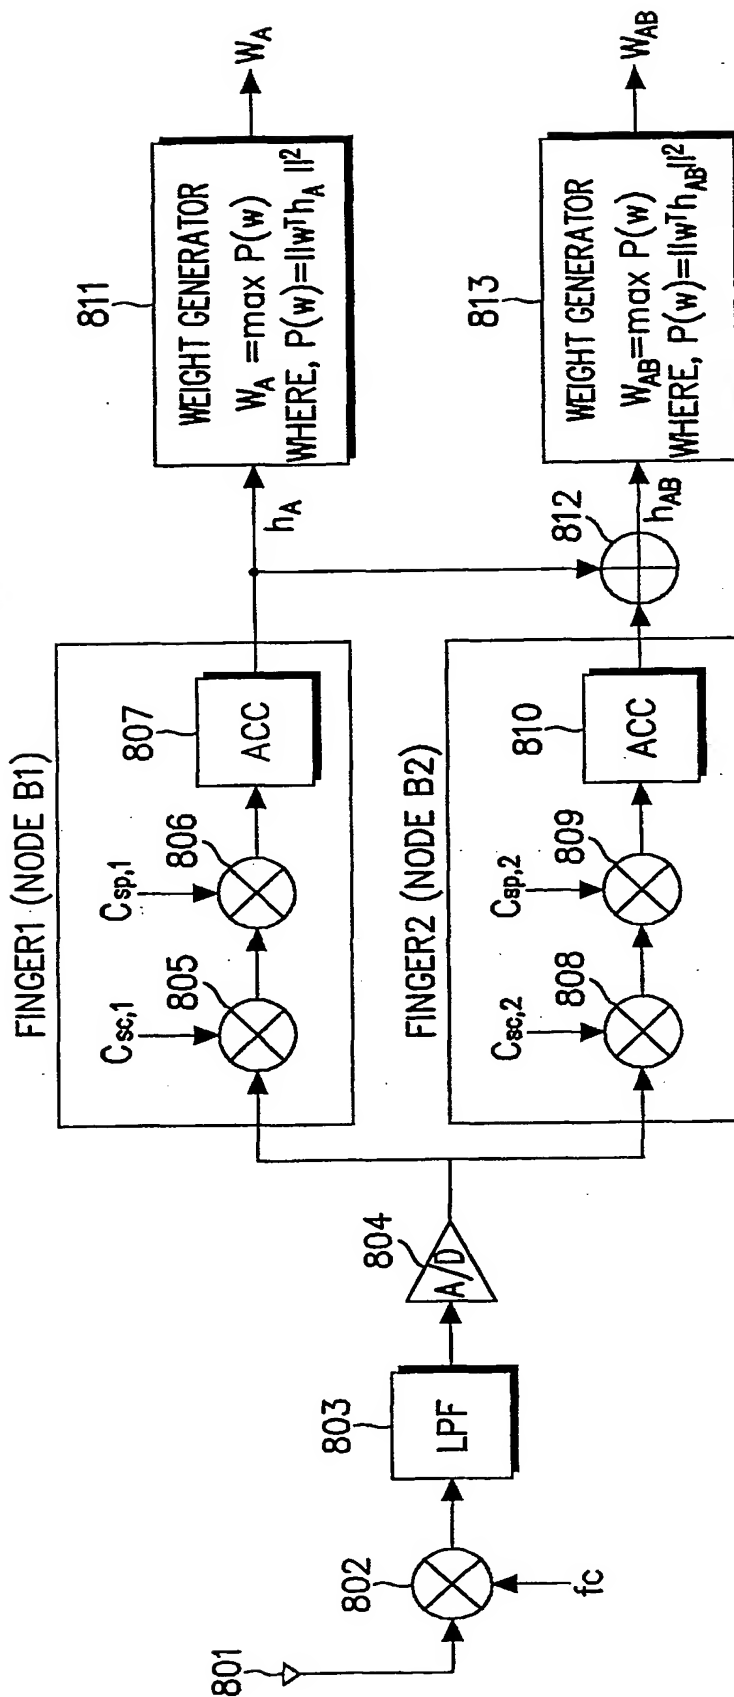 801
802
fc
803
LPF
804
A/D
FINGER1 (NODE B1)
Csc,1
805
Csp,1
806
807
ACC
hA
811
WEIGHT GENERATOR
WA =max P(w)
WHERE, P(w)=||wᵀhA ||²
WA
FINGER2 (NODE B2)
Csc,2
808
Csp,2
809
810
ACC
812
hAB
813
WEIGHT GENERATOR
WAB=max P(w)
WHERE, P(w)=||wᵀhAB||²
WAB